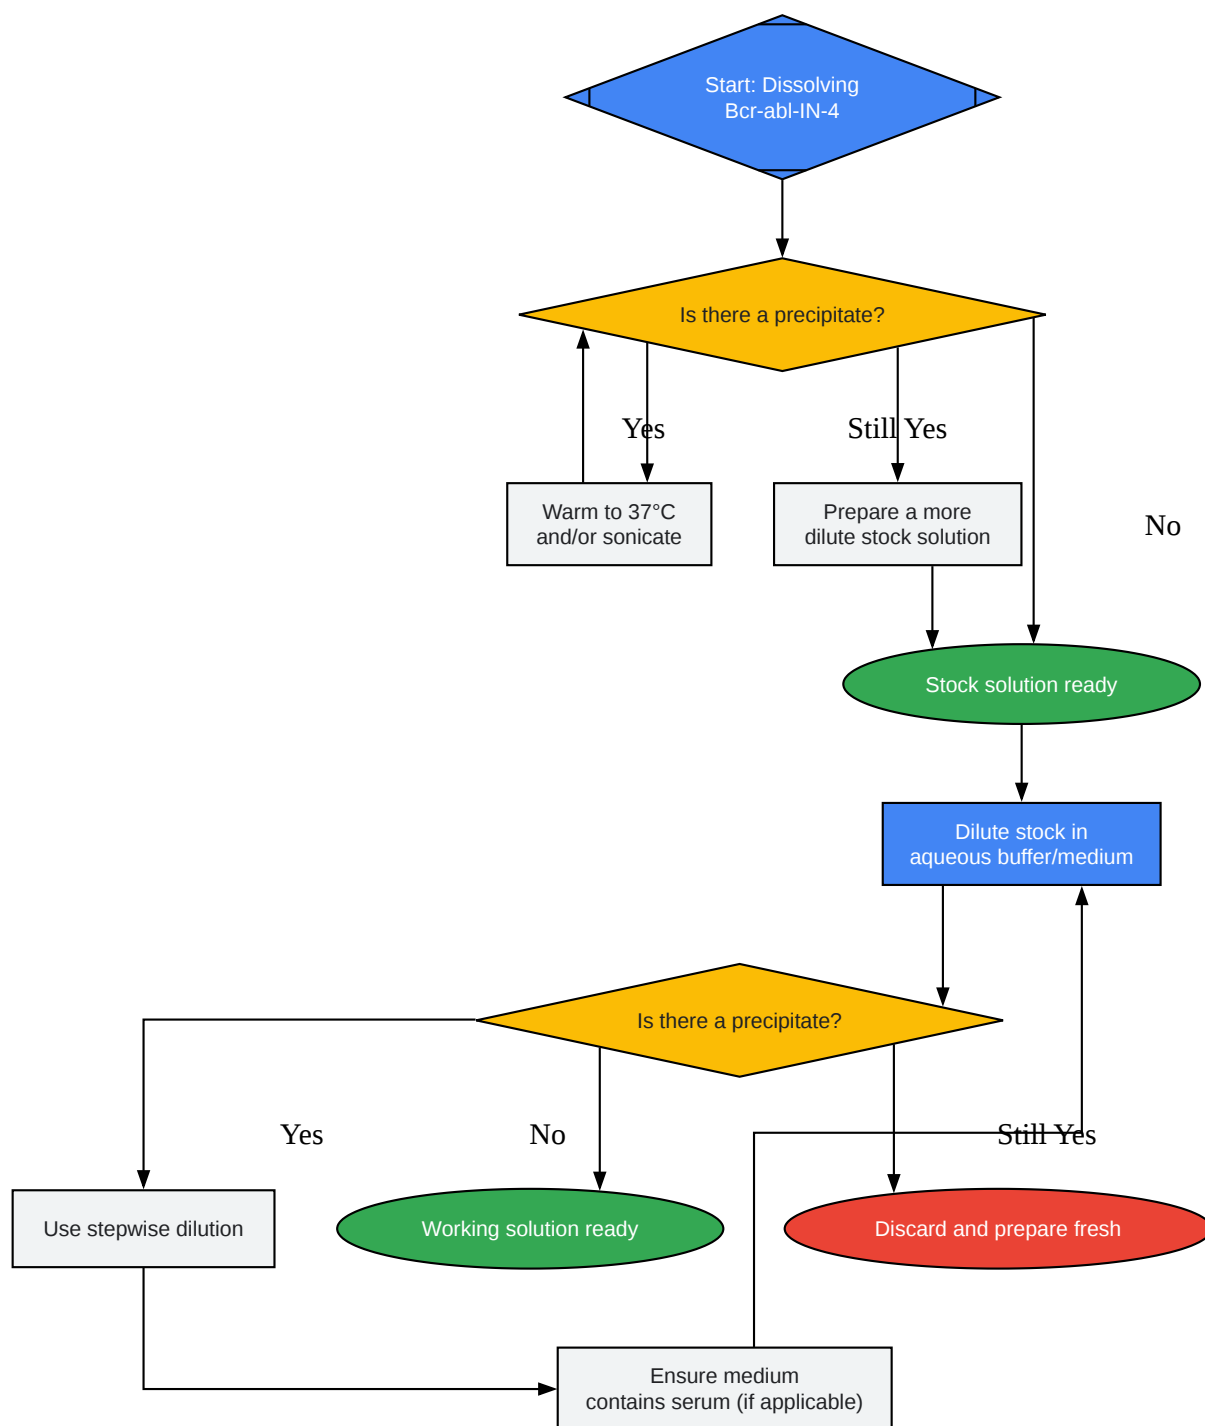 Start: Dissolving
Bcr-abl-IN-4
Is there a precipitate?
Yes
Still Yes
Warm to 37°C
and/or sonicate
Prepare a more
dilute stock solution
No
Stock solution ready
Dilute stock in
aqueous buffer/medium
Is there a precipitate?
Yes
No
Still Yes
Use stepwise dilution
Working solution ready
Discard and prepare fresh
Ensure medium
contains serum (if applicable)